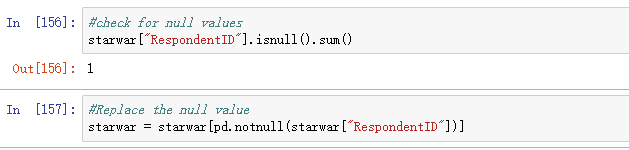 In [156]: #check for null values
starwar["RespondentID"].isnull().sum()
Out[156]: 1
In [157]: #Replace the null value
starwar = starwar[pd.notnull(starwar["RespondentID"])]